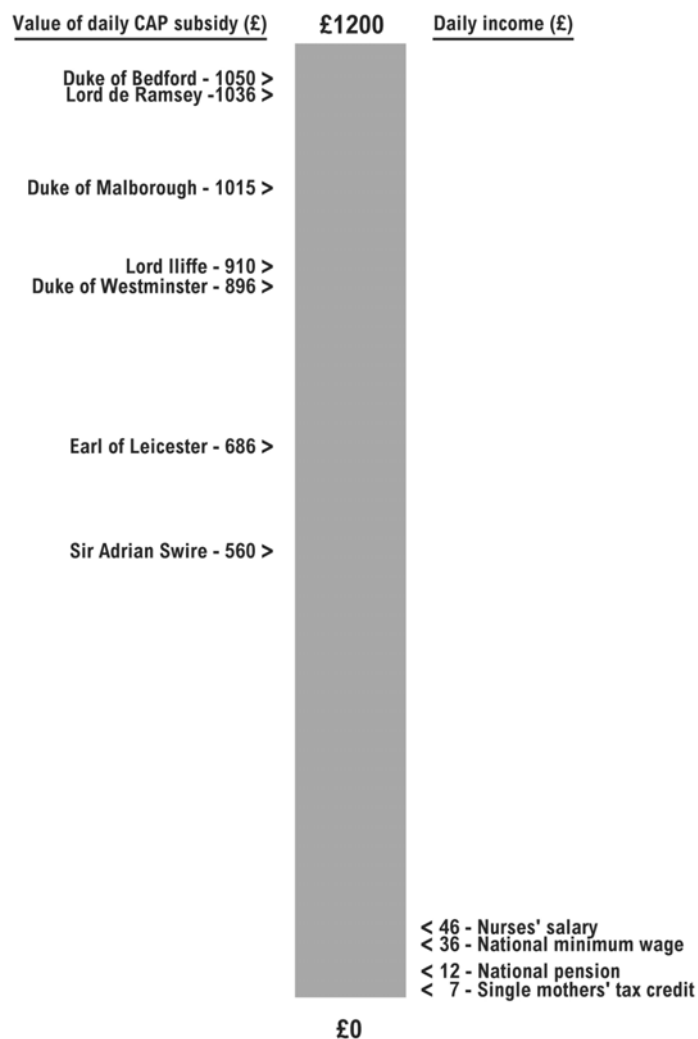 Value of daily CAP subsidy (£)
£1200
Daily income (£)
Duke of Bedford - 1050 >
Lord de Ramsey -1036 >
Duke of Malborough - 1015 >
Lord Iliffe - 910 >
Duke of Westminster - 896 >
Earl of Leicester - 686 >
Sir Adrian Swire - 560 >
< 46 - Nurses' salary
< 36 - National minimum wage
< 12 - National pension
< 7 - Single mothers' tax credit
£0